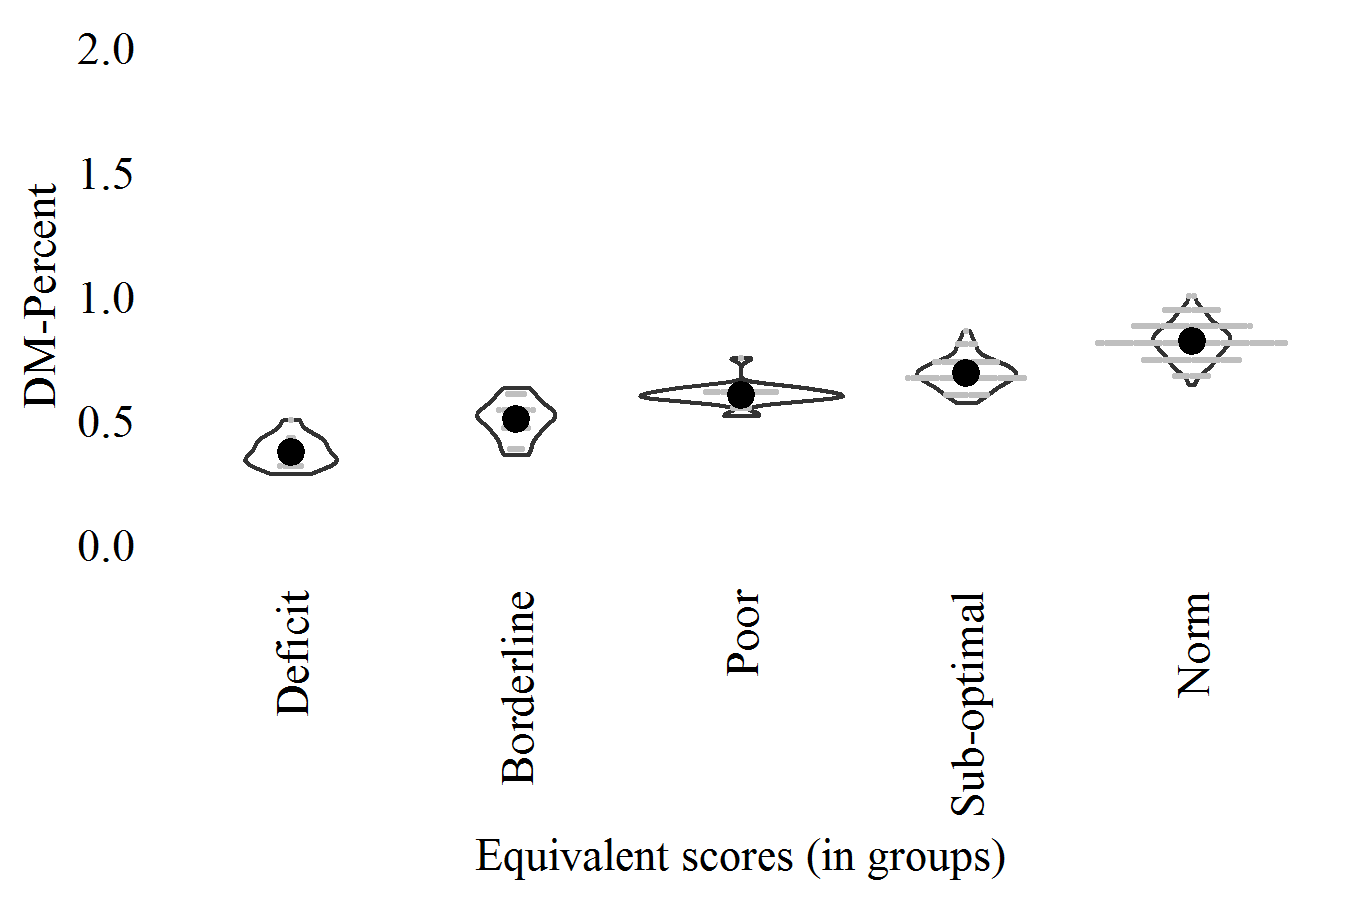 2.0
1.5
1.0
0.5
0.0
DM-Percent
Deficit
Borderline
Poor
Sub-optimal
Norm
Equivalent scores (in groups)